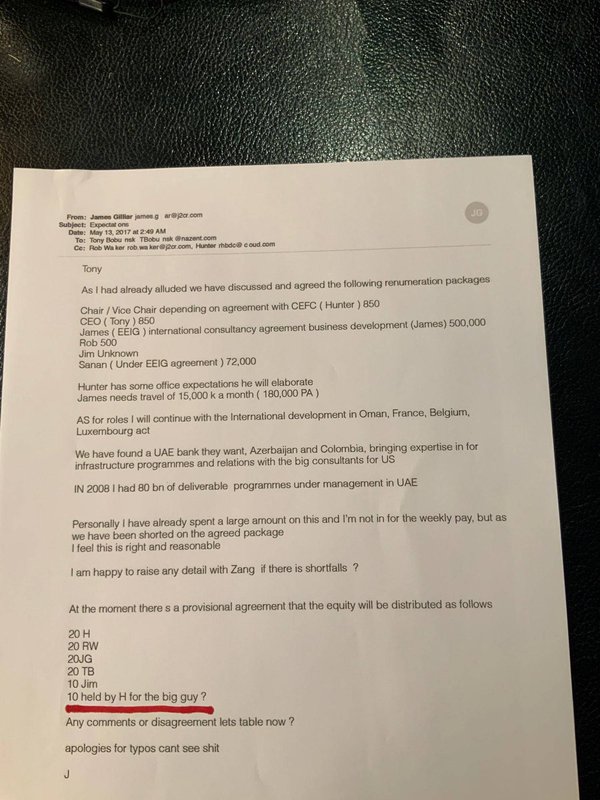 JG
From: James Gilliar james.g ar@j2cr.com
Subject: Expectat ons
Date: May 13, 2017 at 2:49 AM
To: Tony Bobu nsk TBobu nsk @nazent.com
Cc: Rob Wa ker rob.wa ker@j2cr.com, Hunter rhbdc@ c oud.com
Tony
As I had already alluded we have discussed and agreed the following renumeration packages
Chair / Vice Chair depending on agreement with CEFC ( Hunter ) 850
CEO ( Tony ) 850
James ( EEIG ) international consultancy agreement business development (James) 500,000
Rob 500
Jim Unknown
Sanan ( Under EEIG agreement ) 72,000
Hunter has some office expectations he will elaborate
James needs travel of 15,000 k a month ( 180,000 PA )
AS for roles I will continue with the International development in Oman, France, Belgium,
Luxembourg act
We have found a UAE bank they want, Azerbaijan and Colombia, bringing expertise in for
infrastructure programmes and relations with the big consultants for US
IN 2008 I had 80 bn of deliverable programmes under management in UAE
Personally I have already spent a large amount on this and I'm not in for the weekly pay, but as
we have been shorted on the agreed package
I feel this is right and reasonable
I am happy to raise any detail with Zang if there is shortfalls ?
At the moment there s a provisional agreement that the equity will be distributed as follows
20 H
20 RW
20JG
20 TB
10 Jim
10 held by H for the big guy ?
Any comments or disagreement lets table now ?
apologies for typos cant see shit
J